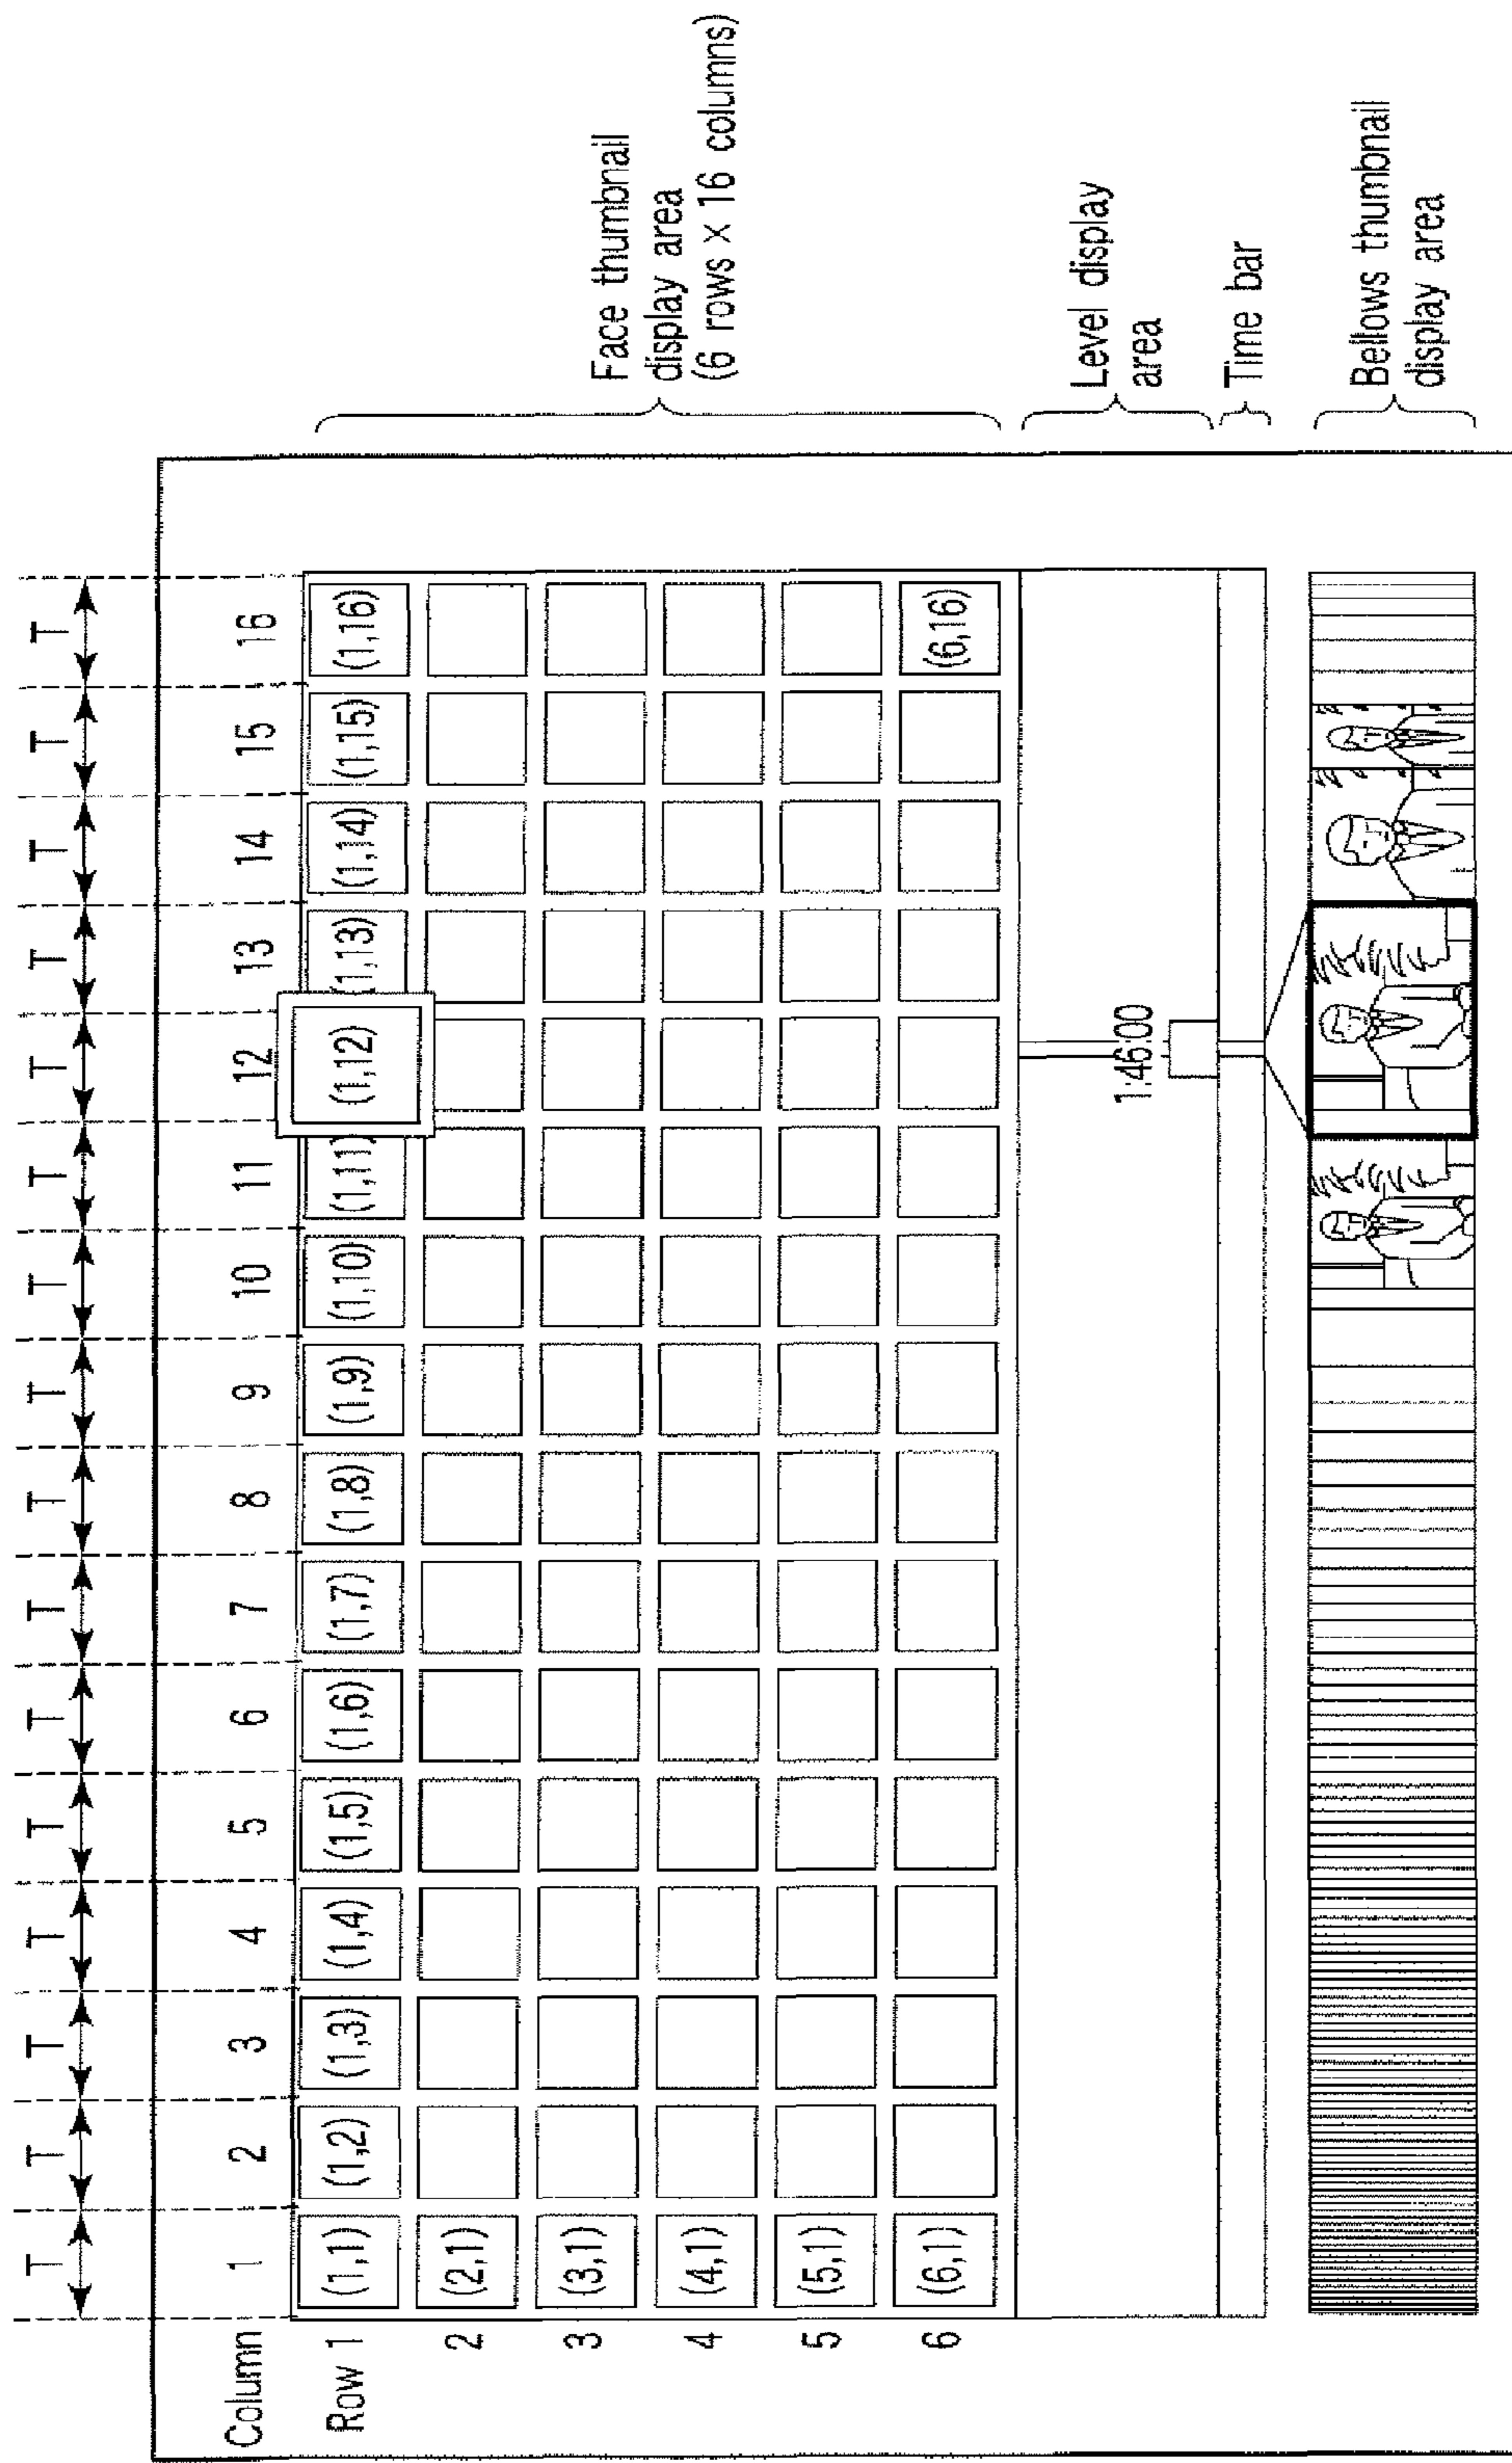 T T T T T T T T T T T T T T T T
Column 1 2 3 4 5 6 7 8 9 10 11 12 13 14 15 16
Row 1 (1,1) (1,2) (1,3) (1,4) (1,5) (1,6) (1,7) (1,8) (1,9) (1,10) (1,11) (1,12) (1,13) (1,14) (1,15) (1,16)
2 (2,1)
3 (3,1)
4 (4,1)
5 (5,1)
6 (6,1) (6,16)
Face thumbnail
display area
(6 rows × 16 columns)
1:46:00
Level display
area
Time bar
Bellows thumbnail
display area